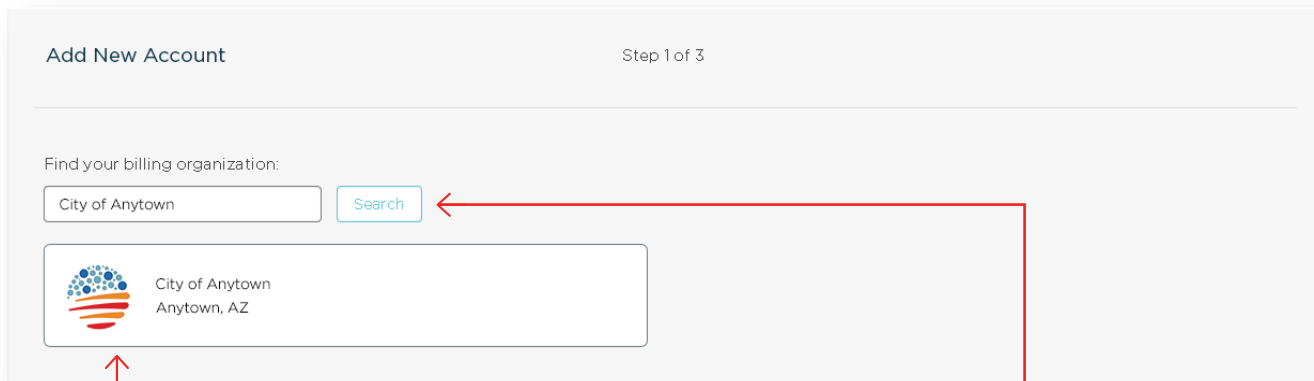 Add New Account
Step 1 of 3
Find your billing organization:
City of Anytown
Search
City of Anytown
Anytown, AZ